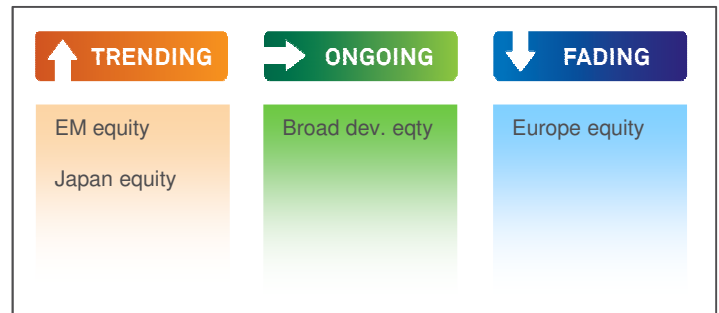 TRENDING
EM equity
Japan equity
ONGOING
Broad dev. eqty
FADING
Europe equity